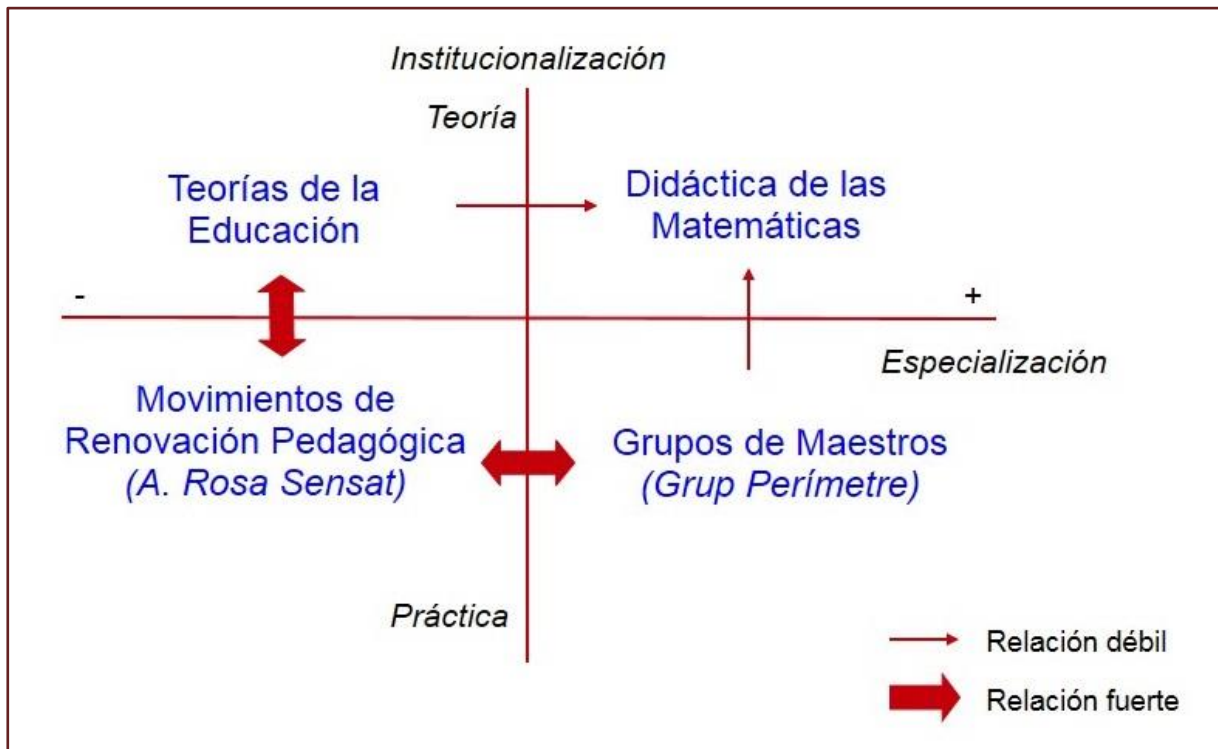 Institucionalización
Teoría
Teorías de la
Educación
Didáctica de las
Matemáticas
-
+
Especialización
Movimientos de
Renovación Pedagógica
(A. Rosa Sensat)
Grupos de Maestros
(Grup Perímetre)
Práctica
Relación débil
Relación fuerte